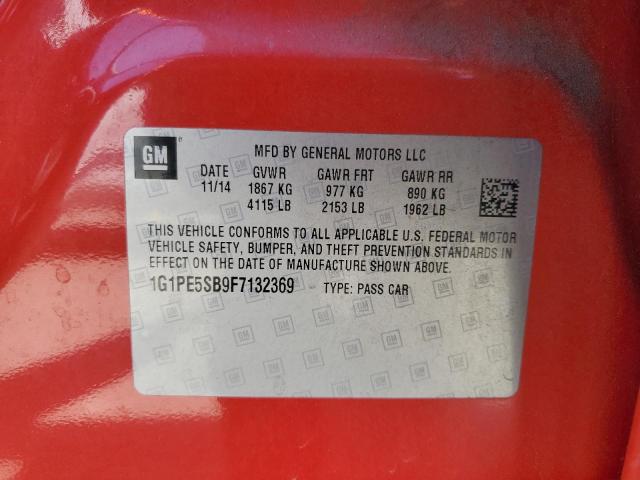 GM
MFD BY GENERAL MOTORS LLC
DATE GVWR GAWR FRT GAWR RR
11/14 1867 KG 977 KG 890 KG
4115 LB 2153 LB 1962 LB
THIS VEHICLE CONFORMS TO ALL APPLICABLE U.S. FEDERAL MOTOR
VEHICLE SAFETY, BUMPER, AND THEFT PREVENTION STANDARDS IN
EFFECT ON THE DATE OF MANUFACTURE SHOWN ABOVE.
1G1PE5SB9F7132369 TYPE: PASS CAR